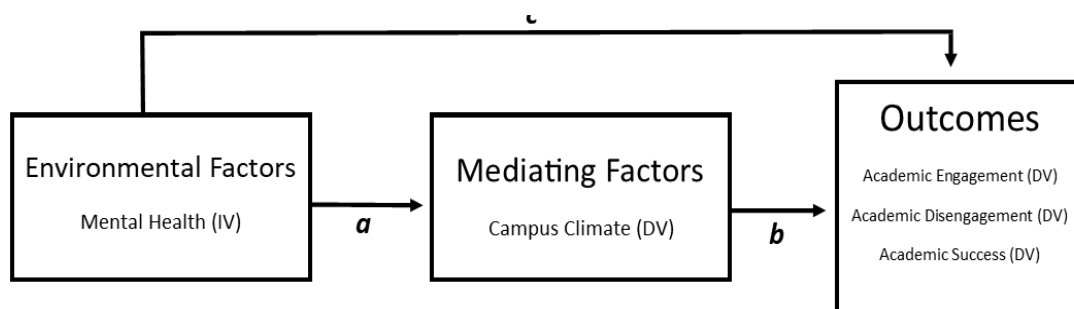 Environmental Factors
Mental Health (IV)
a
Mediating Factors
Campus Climate (DV)
b
Outcomes
Academic Engagement (DV)
Academic Disengagement (DV)
Academic Success (DV)